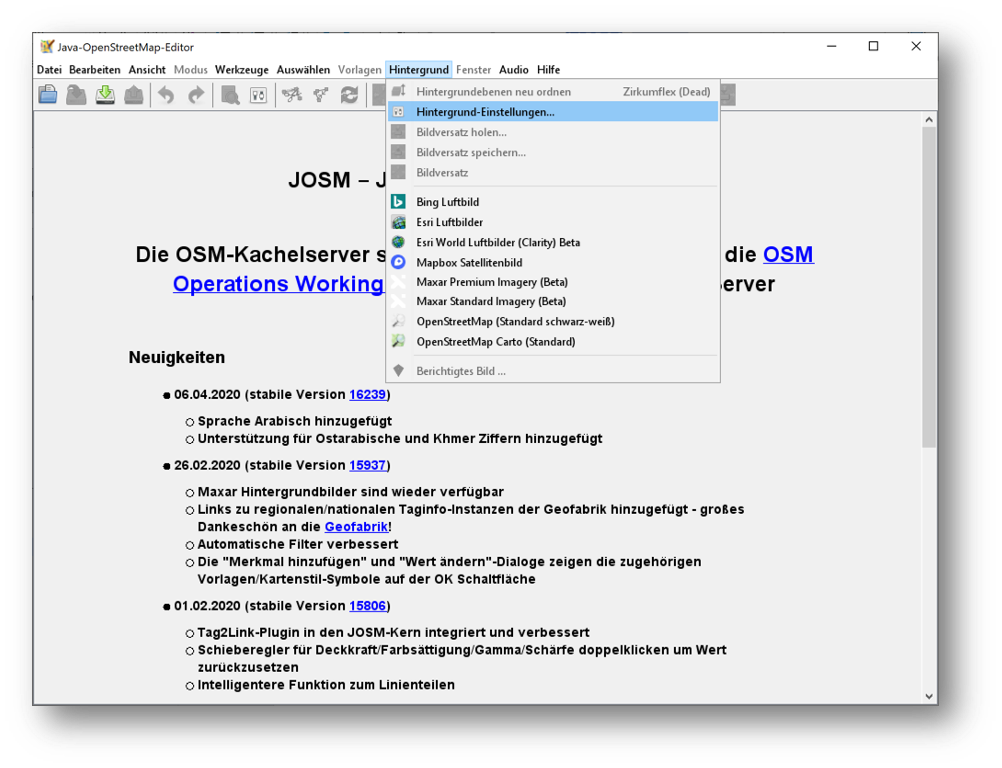 Java-OpenStreetMap-Editor
Datei Bearbeiten Ansicht Modus Werkzeuge Auswählen Vorlagen Hintergrund Fenster Audio Hilfe
Hintergrundebenen neu ordnen Zirkumflex (Dead)
Hintergrund-Einstellungen...
Bildversatz holen...
Bildversatz speichern...
Bildversatz
Bing Luftbild
Esri Luftbilder
Esri World Luftbilder (Clarity) Beta
Mapbox Satellitenbild
Maxar Premium Imagery (Beta)
Maxar Standard Imagery (Beta)
OpenStreetMap (Standard schwarz-weiß)
OpenStreetMap Carto (Standard)
Berichtigtes Bild ...
JOSM – J
Die OSM-Kachelserver s die OSM
Operations Working erver
Neuigkeiten
06.04.2020 (stabile Version 16239)
Sprache Arabisch hinzugefügt
Unterstützung für Ostarabische und Khmer Ziffern hinzugefügt
26.02.2020 (stabile Version 15937)
Maxar Hintergrundbilder sind wieder verfügbar
Links zu regionalen/nationalen Taginfo-Instanzen der Geofabrik hinzugefügt - großes
Dankeschön an die Geofabrik!
Automatische Filter verbessert
Die "Merkmal hinzufügen" und "Wert ändern"-Dialoge zeigen die zugehörigen
Vorlagen/Kartenstil-Symbole auf der OK Schaltfläche
01.02.2020 (stabile Version 15806)
Tag2Link-Plugin in den JOSM-Kern integriert und verbessert
Schieberegler für Deckkraft/Farbsättigung/Gamma/Schärfe doppelklicken um Wert
zurückzusetzen
Intelligentere Funktion zum Linienteilen